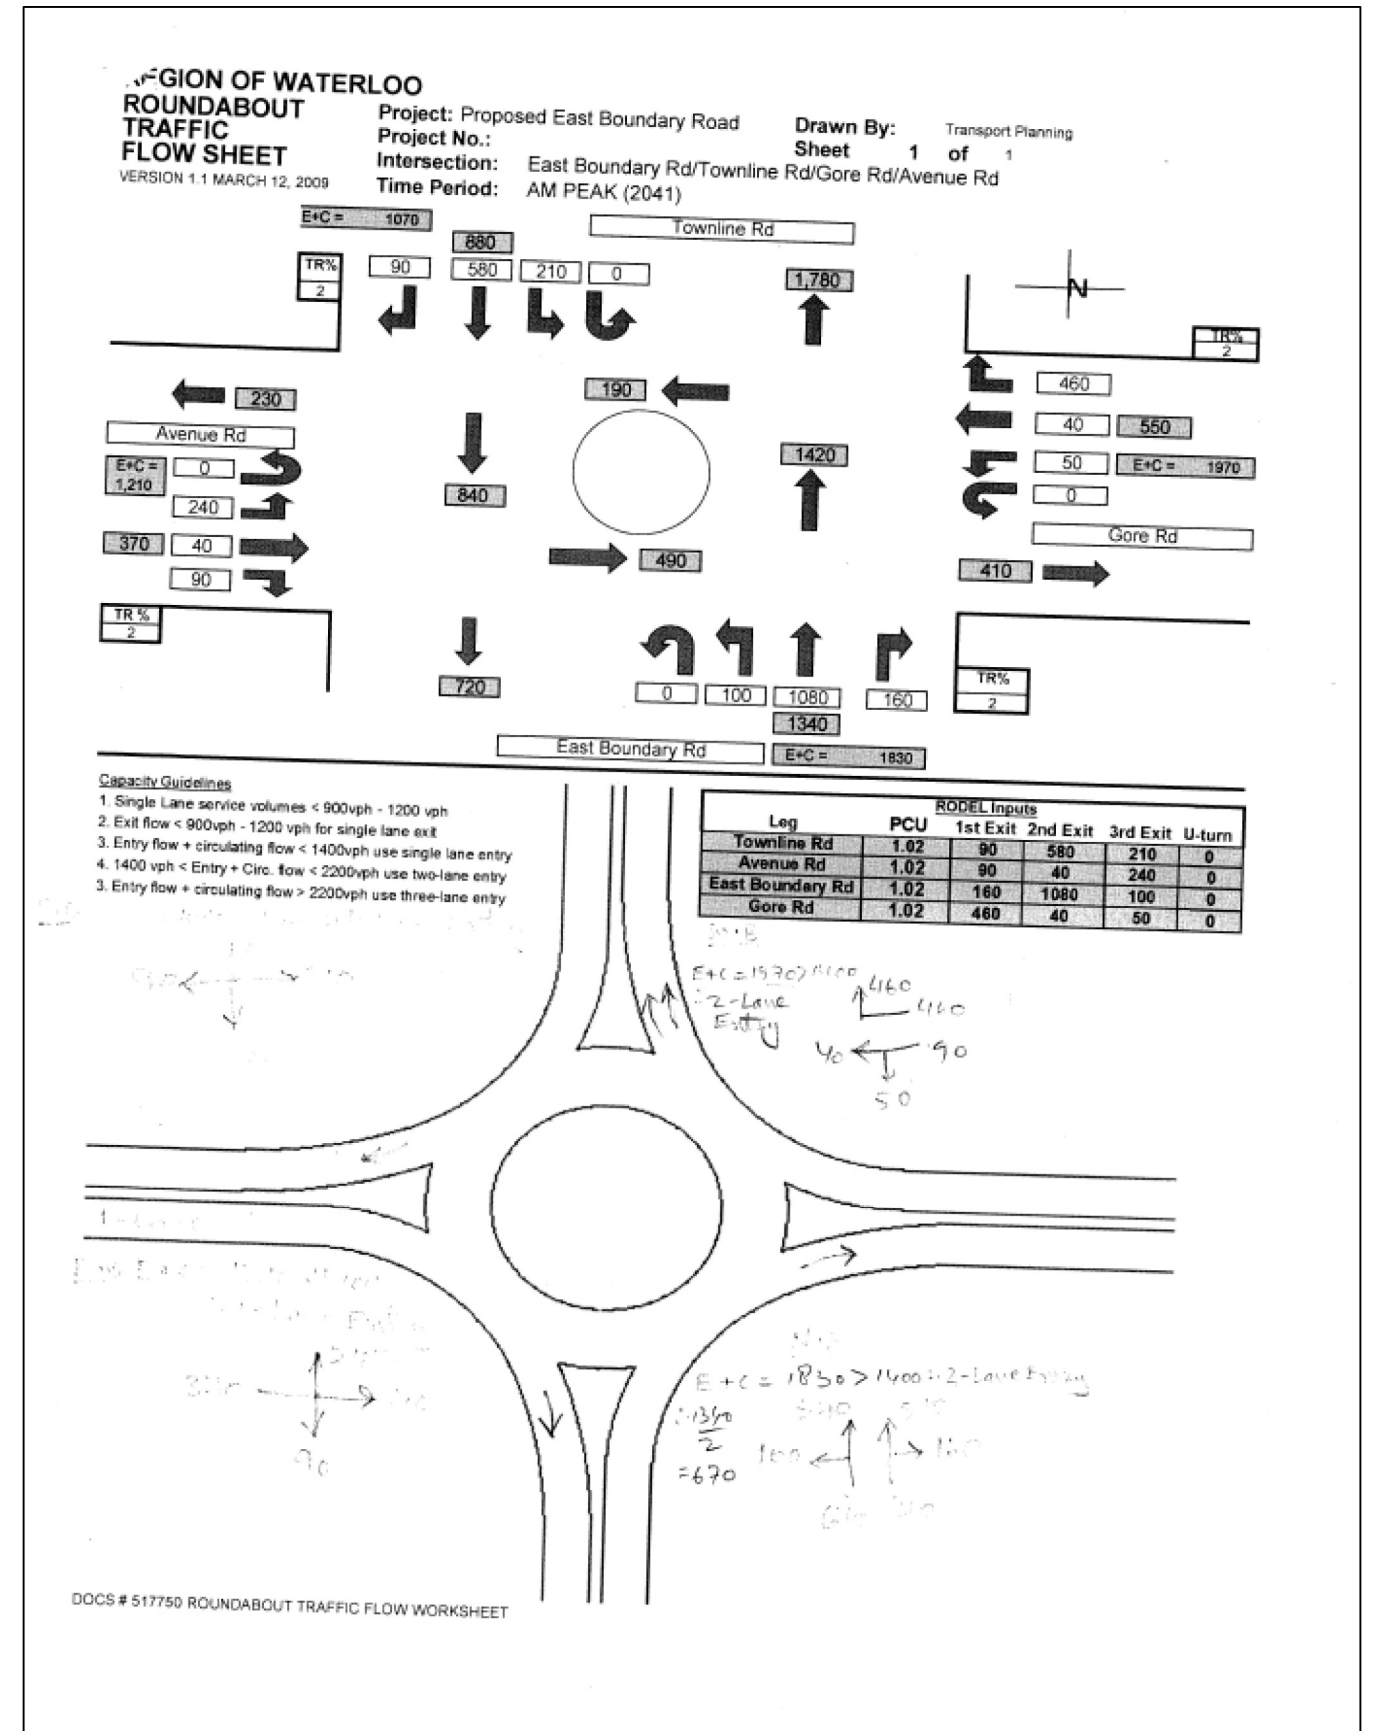 GION OF WATERLOO
ROUNDABOUT
TRAFFIC
FLOW SHEET
VERSION 1.1 MARCH 12, 2009
Project: Proposed East Boundary Road
Project No.:
Intersection: East Boundary Rd/Townline Rd/Gore Rd/Avenue Rd
Time Period: AM PEAK (2041)
Drawn By: Transport Planning
Sheet 1 of 1
E+C = 1070
880
Townline Rd
TR%
2
90 580 210 0
1,780
N
TR%
2
230
190
460
Avenue Rd
40 550
E+C =
1,210
0
1420
50 E+C = 1970
240
840
0
370 40
490
Gore Rd
90
410
TR %
2
720
0 100 1080 160
TR%
2
1340
East Boundary Rd
E+C = 1830
Capacity Guidelines
1. Single Lane service volumes < 900vph - 1200 vph
2. Exit flow < 900vph - 1200 vph for single lane exit
3. Entry flow + circulating flow < 1400vph use single lane entry
4. 1400 vph < Entry + Circ. flow < 2200vph use two-lane entry
3. Entry flow + circulating flow > 2200vph use three-lane entry
RODEL Inputs
Leg PCU 1st Exit 2nd Exit 3rd Exit U-turn
Townline Rd 1.02 90 580 210 0
Avenue Rd 1.02 90 40 240 0
East Boundary Rd 1.02 160 1080 100 0
Gore Rd 1.02 460 40 50 0
E+C = 1970 > 1400
2-Lane
Entry
460
460
40 90
50
E+C = 1830 > 1400 ∴ 2-Lane Entry
1340
2
=670
100
90
DOCS # 517750 ROUNDABOUT TRAFFIC FLOW WORKSHEET